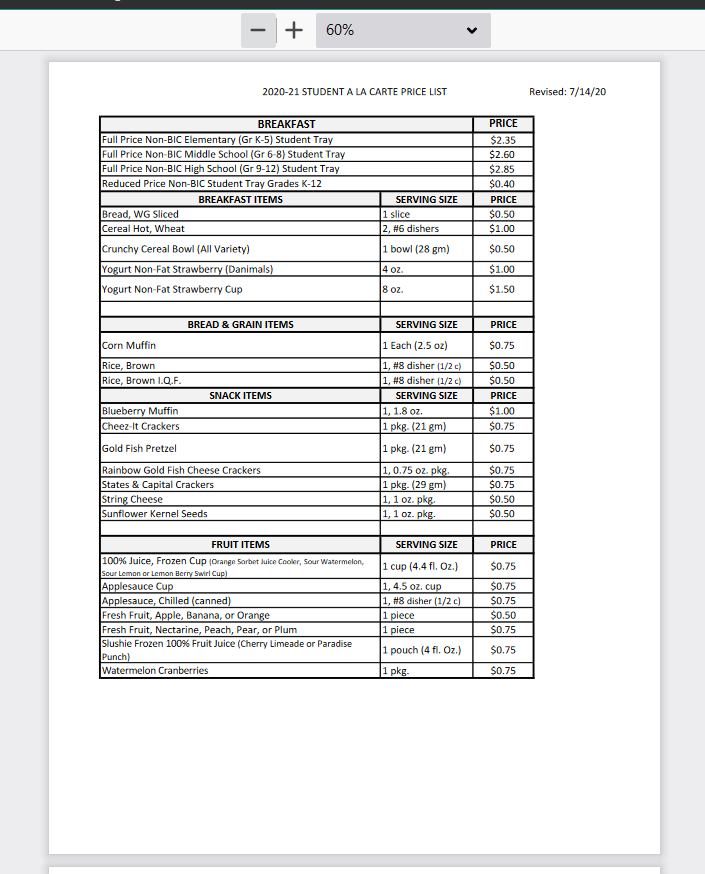 60%
2020-21 STUDENT A LA CARTE PRICE LIST Revised: 7/14/20
BREAKFAST PRICE
Full Price Non-BIC Elementary (Gr K-5) Student Tray $2.35
Full Price Non-BIC Middle School (Gr 6-8) Student Tray $2.60
Full Price Non-BIC High School (Gr 9-12) Student Tray $2.85
Reduced Price Non-BIC Student Tray Grades K-12 $0.40
BREAKFAST ITEMS SERVING SIZE PRICE
Bread, WG Sliced 1 slice $0.50
Cereal Hot, Wheat 2, #6 dishers $1.00
Crunchy Cereal Bowl (All Variety) 1 bowl (28 gm) $0.50
Yogurt Non-Fat Strawberry (Danimals) 4 oz. $1.00
Yogurt Non-Fat Strawberry Cup 8 oz. $1.50
BREAD & GRAIN ITEMS SERVING SIZE PRICE
Corn Muffin 1 Each (2.5 oz) $0.75
Rice, Brown 1, #8 disher (1/2 c) $0.50
Rice, Brown I.Q.F. 1, #8 disher (1/2 c) $0.50
SNACK ITEMS SERVING SIZE PRICE
Blueberry Muffin 1, 1.8 oz. $1.00
Cheez-It Crackers 1 pkg. (21 gm) $0.75
Gold Fish Pretzel 1 pkg. (21 gm) $0.75
Rainbow Gold Fish Cheese Crackers 1, 0.75 oz. pkg. $0.75
States & Capital Crackers 1 pkg. (29 gm) $0.75
String Cheese 1, 1 oz. pkg. $0.50
Sunflower Kernel Seeds 1, 1 oz. pkg. $0.50
FRUIT ITEMS SERVING SIZE PRICE
100% Juice, Frozen Cup (Orange Sorbet Juice Cooler, Sour Watermelon,
Sour Lemon or Lemon Berry Swirl Cup) 1 cup (4.4 fl. Oz.) $0.75
Applesauce Cup 1, 4.5 oz. cup $0.75
Applesauce, Chilled (canned) 1, #8 disher (1/2 c) $0.75
Fresh Fruit, Apple, Banana, or Orange 1 piece $0.50
Fresh Fruit, Nectarine, Peach, Pear, or Plum 1 piece $0.75
Slushie Frozen 100% Fruit Juice (Cherry Limeade or Paradise
Punch) 1 pouch (4 fl. Oz.) $0.75
Watermelon Cranberries 1 pkg. $0.75